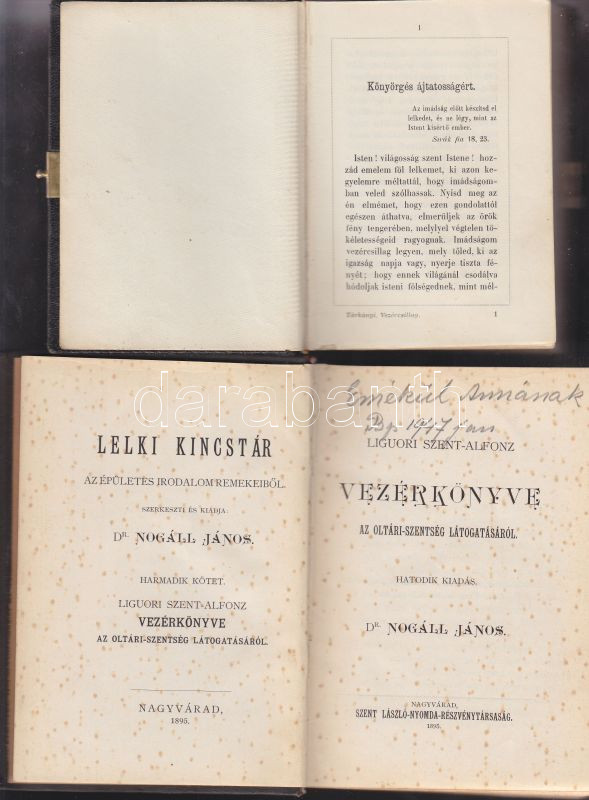 1
Könyörgés ájtatosságért.
Az imádság előtt készitsd el
lelkedet, és ne légy, mint az
Istent kisértő ember.
Sirák fia 18, 23.
Isten! világosság szent Istene! hoz-
zád emelem föl lelkemet, ki azon ke-
gyelemre méltattál, hogy imádságom-
ban veled szólhassak. Nyisd meg az
én elmémet, hogy ezen gondolattól
egészen áthatva, elmerüljek az örök
fény tengerében, melylyel végtelen tö-
kéletességeid ragyognak. Imádságom
vezércsillag legyen, mely tőled, ki az
igazság napja vagy, nyerje tiszta fé-
nyét; hogy ennek világánál csodálva
hódoljak isteni fölségednek, mint mél-
Tárkányi. Vezércsillag. 1
LELKI KINCSTÁR
AZ ÉPÜLETES IRODALOM REMEKEIBŐL.
SZERKESZTI ÉS KIADJA:
DR. NOGÁLL JÁNOS.
HARMADIK KÖTET.
LIGUORI SZENT-ALFONZ
VEZÉRKÖNYVE
AZ OLTÁRI-SZENTSÉG LÁTOGATÁSÁRÓL.
NAGYVÁRAD,
1895.
Emékül Annának
Bp. 1947 jan
LIGUORI SZENT-ALFONZ
VEZÉRKÖNYVE
AZ OLTÁRI-SZENTSÉG LÁTOGATÁSÁRÓL.
HATODIK KIADÁS.
DR. NOGÁLL JÁNOS.
NAGYVÁRAD,
SZENT LÁSZLÓ-NYOMDA-RÉSZVÉNYTÁRSASÁG.
1895.
darabanth